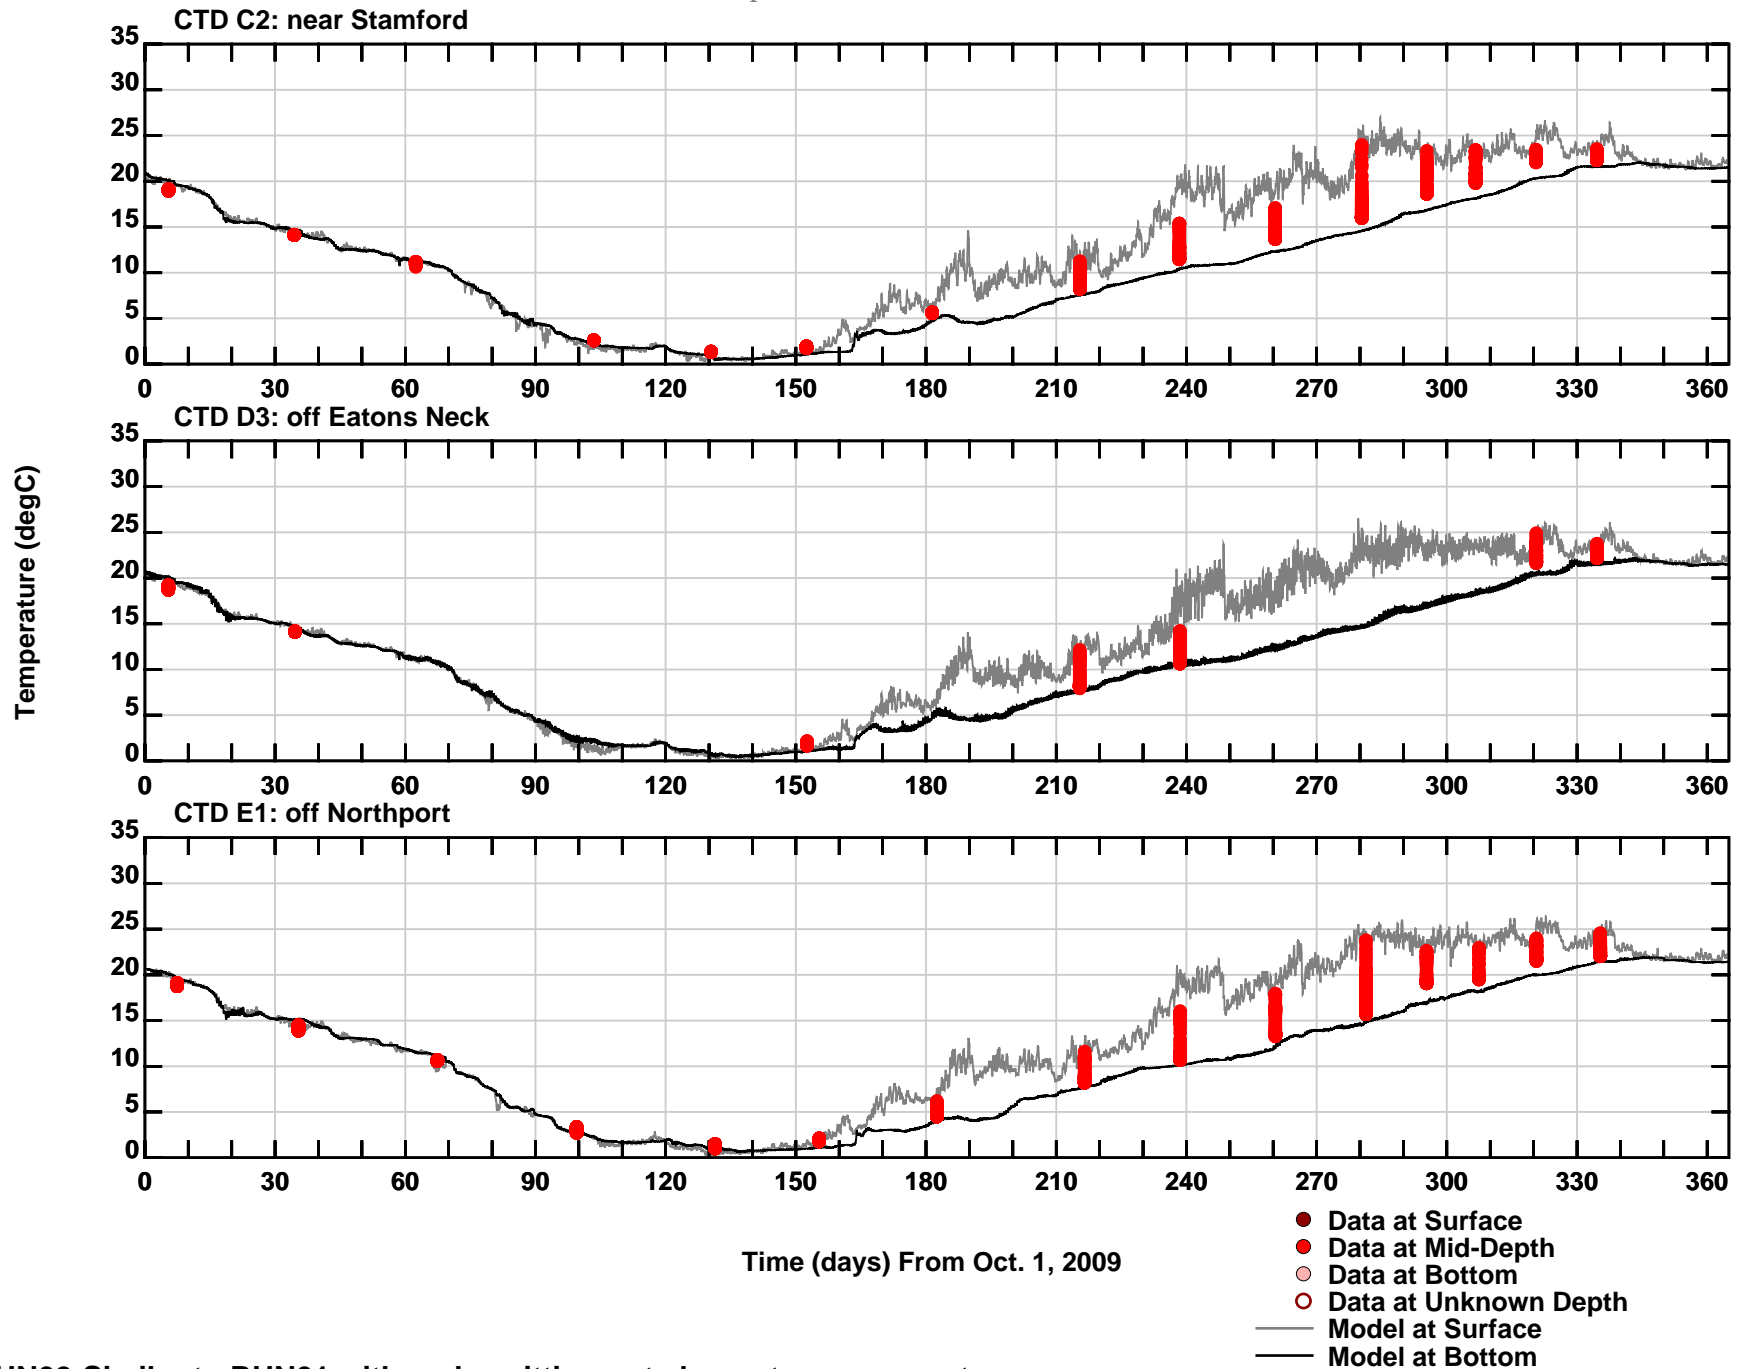 CTD C2: near Stamford
35
30
25
20
15
10
5
0
0 30 60 90 120 150 180 210 240 270 300 330 360
CTD D3: off Eatons Neck
35
30
25
20
15
10
5
0
0 30 60 90 120 150 180 210 240 270 300 330 360
Temperature (degC)
CTD E1: off Northport
35
30
25
20
15
10
5
0
0 30 60 90 120 150 180 210 240 270 300 330 360
Time (days) From Oct. 1, 2009
Data at Surface
Data at Mid-Depth
Data at Bottom
Data at Unknown Depth
Model at Surface
Model at Bottom